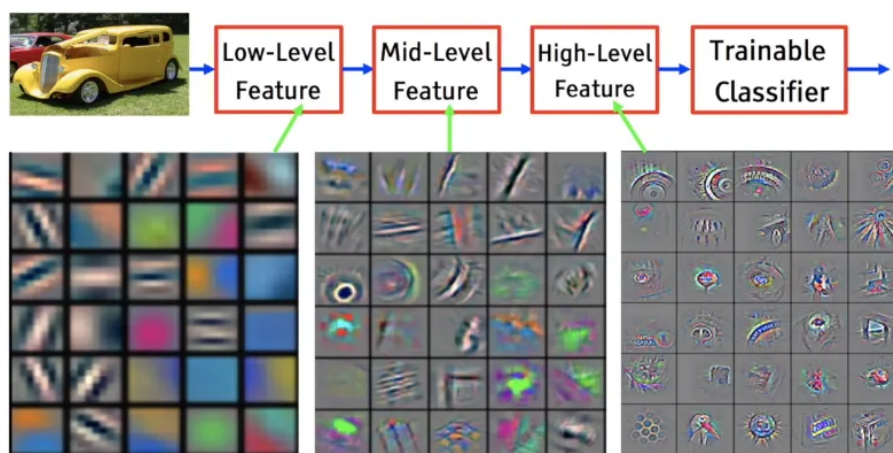 Low-Level
Feature
Mid-Level
Feature
High-Level
Feature
Trainable
Classifier